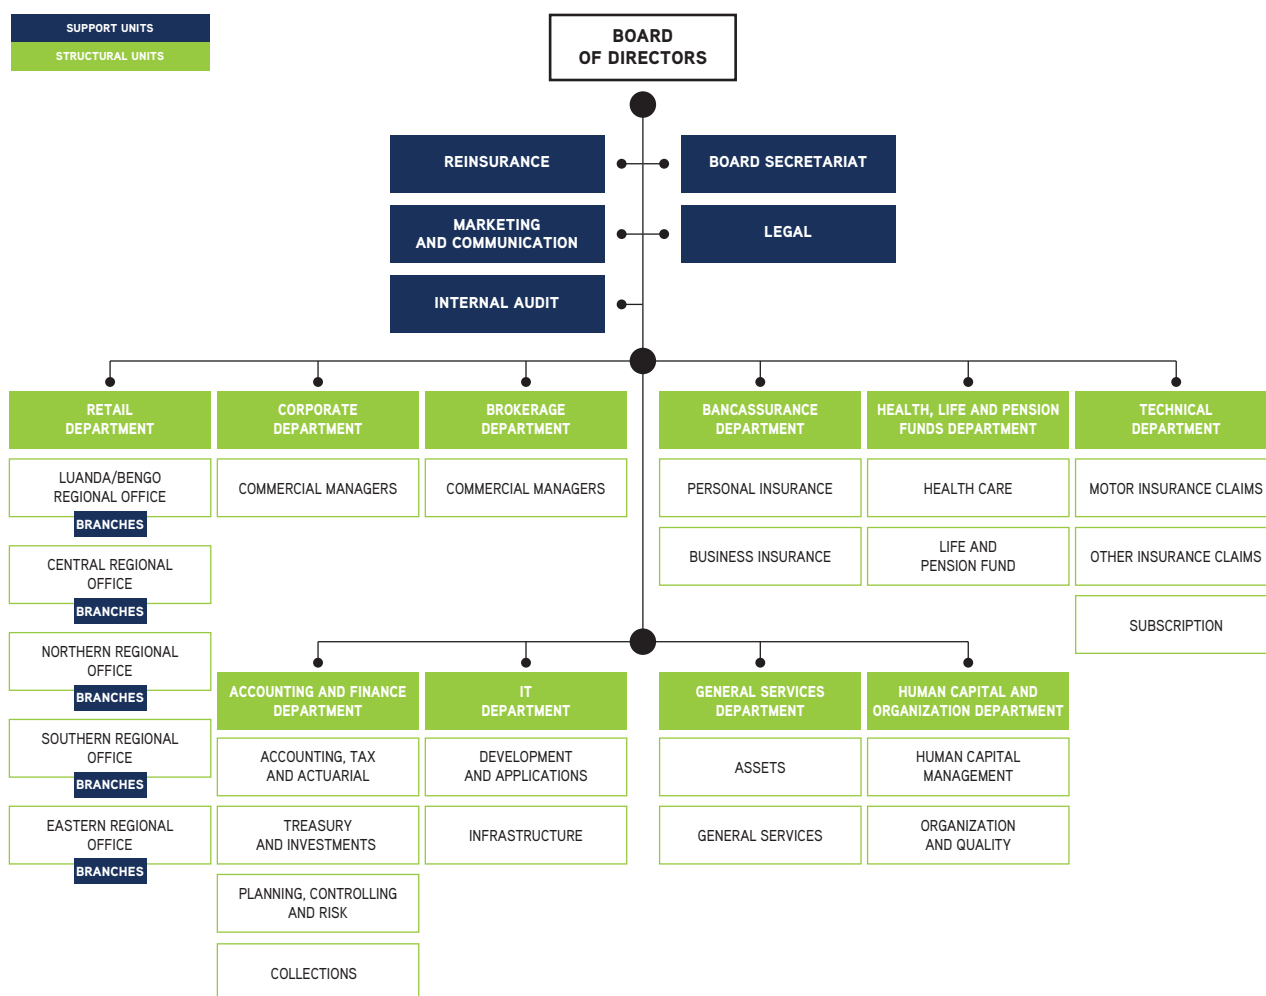 SUPPORT UNITS
STRUCTURAL UNITS
BOARD
OF DIRECTORS
REINSURANCE
BOARD SECRETARIAT
MARKETING
AND COMMUNICATION
LEGAL
INTERNAL AUDIT
RETAIL
DEPARTMENT
LUANDA/BENGO
REGIONAL OFFICE
BRANCHES
CENTRAL REGIONAL
OFFICE
BRANCHES
NORTHERN REGIONAL
OFFICE
BRANCHES
SOUTHERN REGIONAL
OFFICE
BRANCHES
EASTERN REGIONAL
OFFICE
BRANCHES
CORPORATE
DEPARTMENT
COMMERCIAL MANAGERS
BROKERAGE
DEPARTMENT
COMMERCIAL MANAGERS
BANCASSURANCE
DEPARTMENT
PERSONAL INSURANCE
BUSINESS INSURANCE
HEALTH, LIFE AND PENSION
FUNDS DEPARTMENT
HEALTH CARE
LIFE AND
PENSION FUND
TECHNICAL
DEPARTMENT
MOTOR INSURANCE CLAIMS
OTHER INSURANCE CLAIMS
SUBSCRIPTION
ACCOUNTING AND FINANCE
DEPARTMENT
ACCOUNTING, TAX
AND ACTUARIAL
TREASURY
AND INVESTMENTS
PLANNING, CONTROLLING
AND RISK
COLLECTIONS
IT
DEPARTMENT
DEVELOPMENT
AND APPLICATIONS
INFRASTRUCTURE
GENERAL SERVICES
DEPARTMENT
ASSETS
GENERAL SERVICES
HUMAN CAPITAL AND
ORGANIZATION DEPARTMENT
HUMAN CAPITAL
MANAGEMENT
ORGANIZATION
AND QUALITY